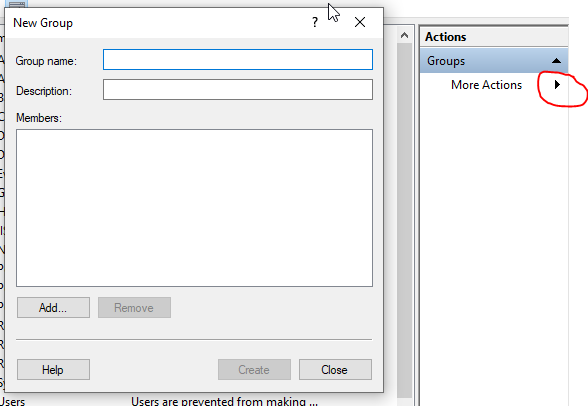 New Group
?
Group name:
Description:
Members:
Add...
Remove
Help
Create
Close
Users
Users are prevented from making ...
Actions
Groups
More Actions